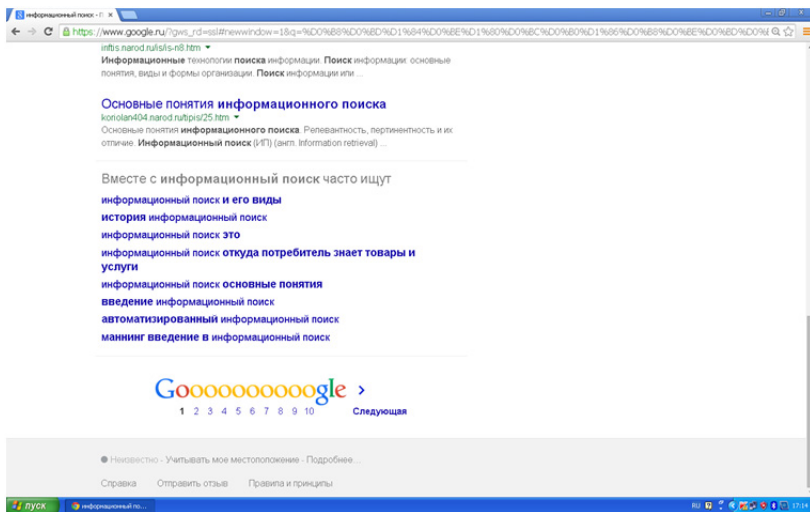 информационный поиск - П
https://www.google.ru/?gws_rd=ssl#newwindow=1&q=%D0%B8%D0%BD%D1%84%D0%BE%D1%80%D0%BC%D0%B0%D1%86%D0%B8%D0%BE%D0%BD%D0%
inftis.narod.ru/is/is-n8.htm
Информационные технологии поиска информации. Поиск информации: основные
понятия, виды и формы организации. Поиск информации или ...
Основные понятия информационного поиска
koriolan404.narod.ru/tipis/25.htm
Основные понятия информационного поиска. Релевантность, пертинентность и их
отличие. Информационный поиск (ИП) (англ. Information retrieval) ...
Вместе с информационный поиск часто ищут
информационный поиск и его виды
история информационный поиск
информационный поиск это
информационный поиск откуда потребитель знает товары и
услуги
информационный поиск основные понятия
введение информационный поиск
автоматизированный информационный поиск
маннинг введение в информационный поиск
Goooooooooogle >
1 2 3 4 5 6 7 8 9 10 Следующая
Неизвестно - Учитывать мое местоположение - Подробнее...
Справка Отправить отзыв Правила и принципы
пуск информационный по... RU 17:14